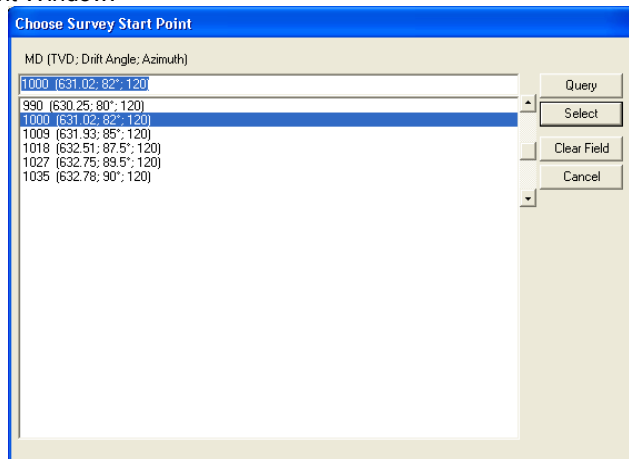 Choose Survey Start Point
MD (TVD; Drift Angle; Azimuth)
1000 (631.02; 82°; 120)
Query
990 (630.25; 80°; 120)
1000 (631.02; 82°; 120)
Select
1009 (631.93; 85°; 120)
1018 (632.51; 87.5°; 120)
Clear Field
1027 (632.75; 89.5°; 120)
1035 (632.78; 90°; 120)
Cancel